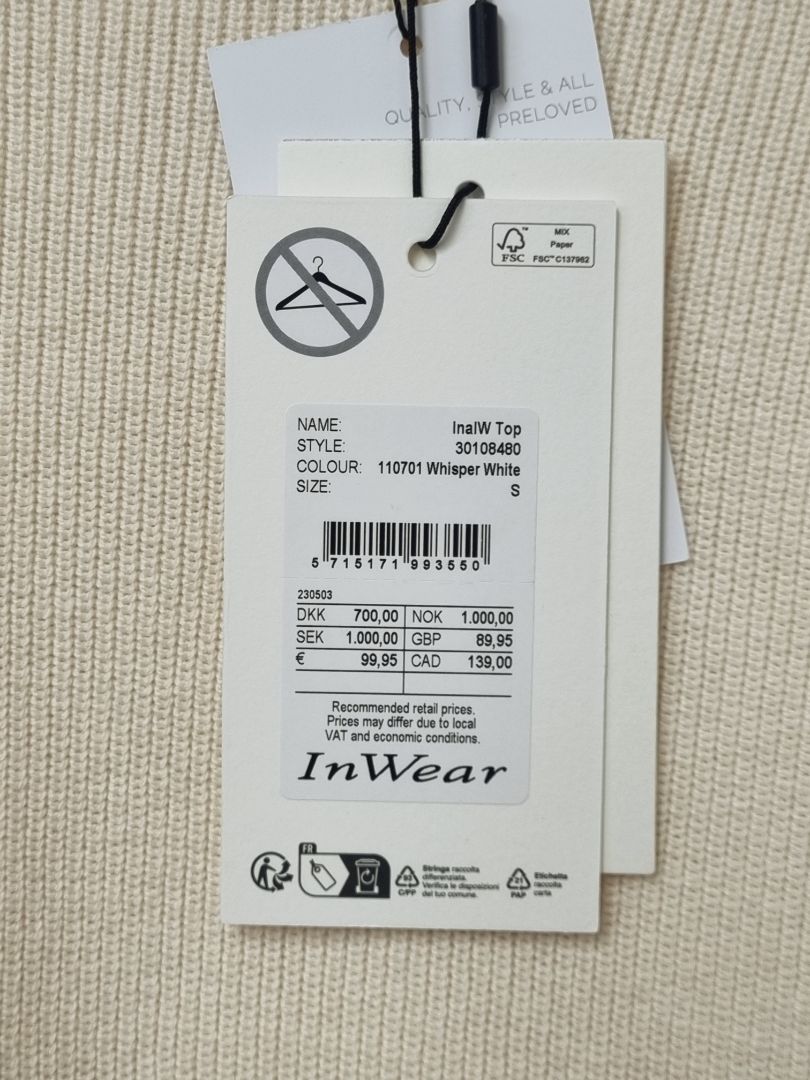 QUALITY, STYLE & ALL
PRELOVED
MIX
Paper
FSC™ C137982
FSC
NAME: InaIW Top
STYLE: 30108480
COLOUR: 110701 Whisper White
SIZE: S
5 715171 993550
230503
DKK 700,00 NOK 1.000,00
SEK 1.000,00 GBP 89,95
€ 99,95 CAD 139,00
Recommended retail prices.
Prices may differ due to local
VAT and economic conditions.
InWear
FR
Stringa raccolta
differenziata.
Verifica le disposizioni
del tuo comune.
C/PP
Etichetta
raccolta
carta
21
PAP